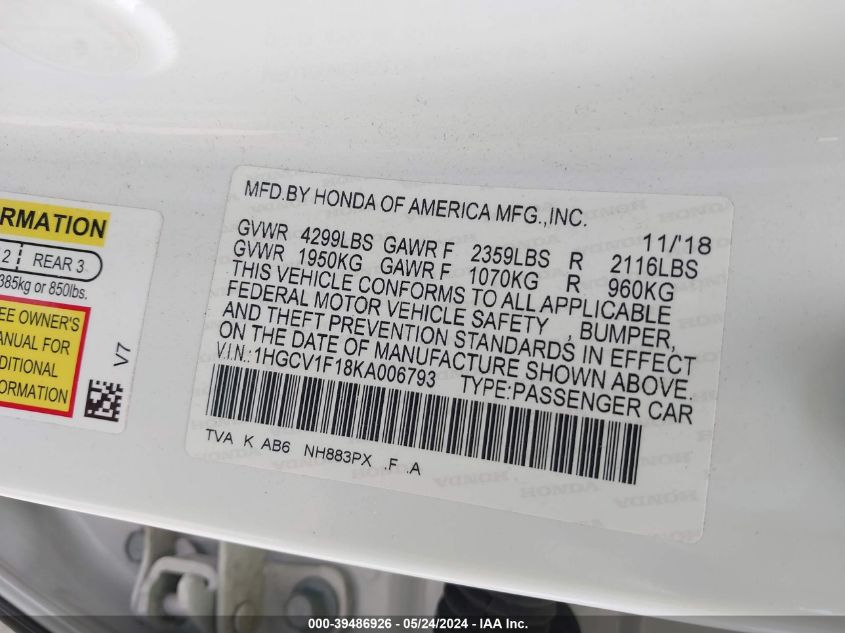 RMATION
2 REAR 3
385kg or 850lbs.
EE OWNER'S
ANUAL FOR
DITIONAL
FORMATION
V7
MFD.BY HONDA OF AMERICA MFG.,INC.
11/'18
GVWR 4299LBS GAWR F 2359LBS R 2116LBS
GVWR 1950KG GAWR F 1070KG R 960KG
THIS VEHICLE CONFORMS TO ALL APPLICABLE
FEDERAL MOTOR VEHICLE SAFETY , BUMPER,
AND THEFT PREVENTION STANDARDS IN EFFECT
ON THE DATE OF MANUFACTURE SHOWN ABOVE.
V.I.N.: 1HGCV1F18KA006793 TYPE:PASSENGER CAR
TVA K AB6 NH883PX .F .A
000-39486926 - 05/24/2024 - IAA Inc.